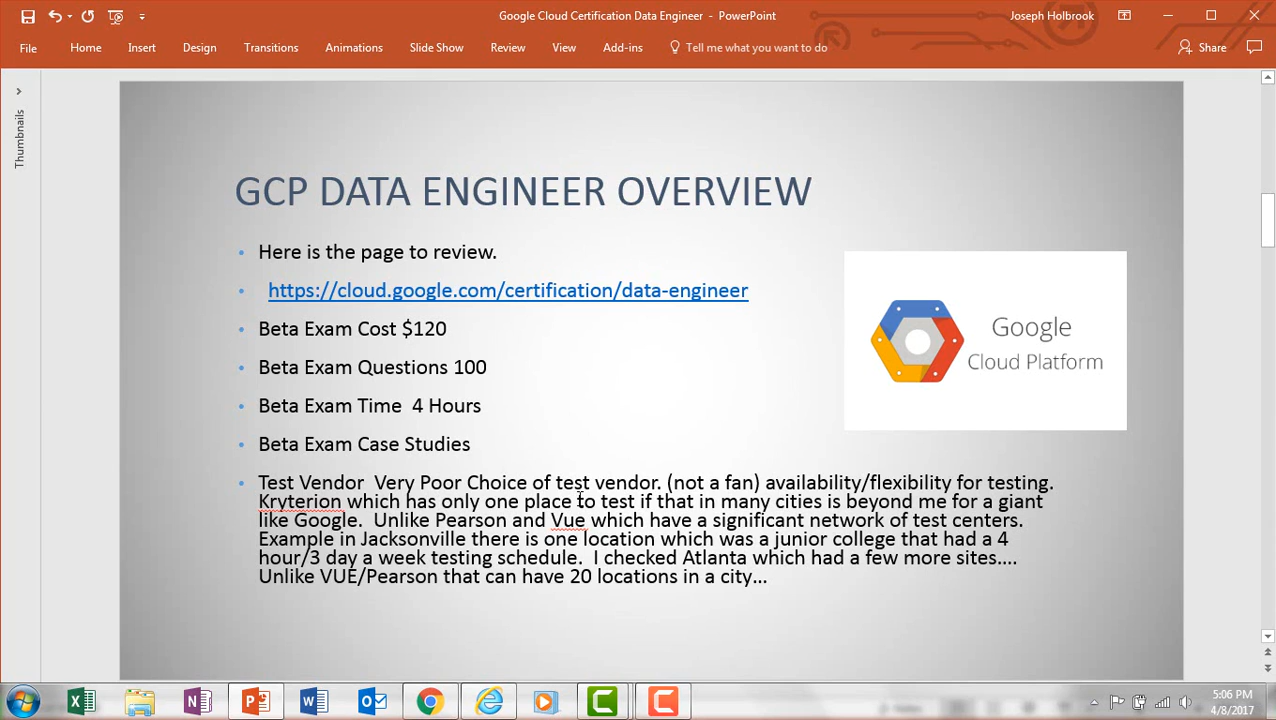 Google Cloud Certification Data Engineer - PowerPoint
Joseph Holbrook
File Home Insert Design Transitions Animations Slide Show Review View Add-ins Tell me what you want to do Share
Thumbnails
GCP DATA ENGINEER OVERVIEW
• Here is the page to review.
• https://cloud.google.com/certification/data-engineer
• Beta Exam Cost $120
• Beta Exam Questions 100
• Beta Exam Time 4 Hours
• Beta Exam Case Studies
• Test Vendor Very Poor Choice of test vendor. (not a fan) availability/flexibility for testing.
Kryterion which has only one place to test if that in many cities is beyond me for a giant
like Google. Unlike Pearson and Vue which have a significant network of test centers.
Example in Jacksonville there is one location which was a junior college that had a 4
hour/3 day a week testing schedule. I checked Atlanta which had a few more sites....
Unlike VUE/Pearson that can have 20 locations in a city...
Google
Cloud Platform
5:06 PM
4/8/2017